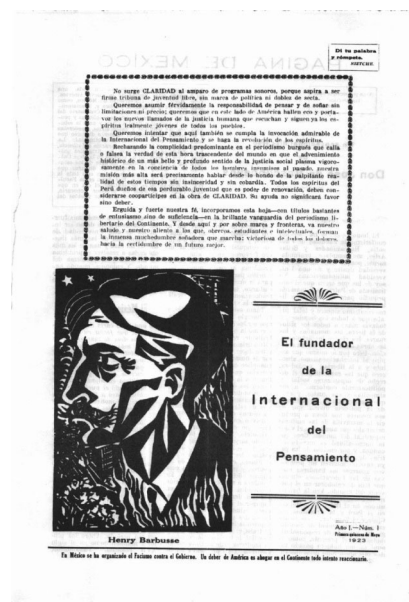 Di tu palabra
y rómpete.
NIETCHE.
No surge CLARIDAD al amparo de programas sonoros, porque aspira a ser
firme tribuna de juventud libre, sin marca de política ni dobles de secta.
Queremos asumir férvidamente la responsabilidad de pensar y de soñar sin
limitaciones ni precio; queremos que en este lado de América hallen eco y porta-
voz los nuevos llamados de la justicia humana que escuchan y siguen ya los es-
píritus realmente jóvenes de todos los pueblos.
Queremos intentar que aquí también se cumpla la invocación admirable de
la Internacional del Pensamiento y se haga la revolución de los espíritus.
Rechazando la complicidad predominante en el periodismo burgués que calla
o falsea la verdad de esta hora trascendente del mundo en que el advenimiento
histórico de un más bello y profundo sentido de la justicia social plasma vigoro-
samente en la conciencia de todos los hombres insumisos al pasado, nuestra
misión más alta será precisamente hablar desde lo hondo de la palpitante rea-
lidad de estos tiempos sin insinceridad y sin cobardía. Todos los espíritus del
Perú dueños de esa perdurable juventud que es poder de renovación, deben con-
siderarse copartícipes en la obra de CLARIDAD. Su ayuda no significará favor
sino deber.
Erguida y fuerte nuestra fé, incorporamos esta hoja—con títulos bastantes
de entusiasmo sino de suficiencia—en la brillante vanguardia del periodismo li-
bertario del Continente. Y desde aquí y por sobre mares y fronteras, va nuestro
saludo y nuestro aliento a los que, obreros, estudiantes e intelectuales, forman
la inmensa muchedumbre soñadora que marcha; victoriosa de todos los dolores,
hacia la certidumbre de un futuro mejor.
El fundador
de la
Internacional
del
Pensamiento
Henry Barbusse
Año I.—Núm. 1
Primera quincena de Mayo
1923
En México se ha organizado el Facismo contra el Gobierno. Un deber de América es ahogar en el Continente todo intento reaccionario.